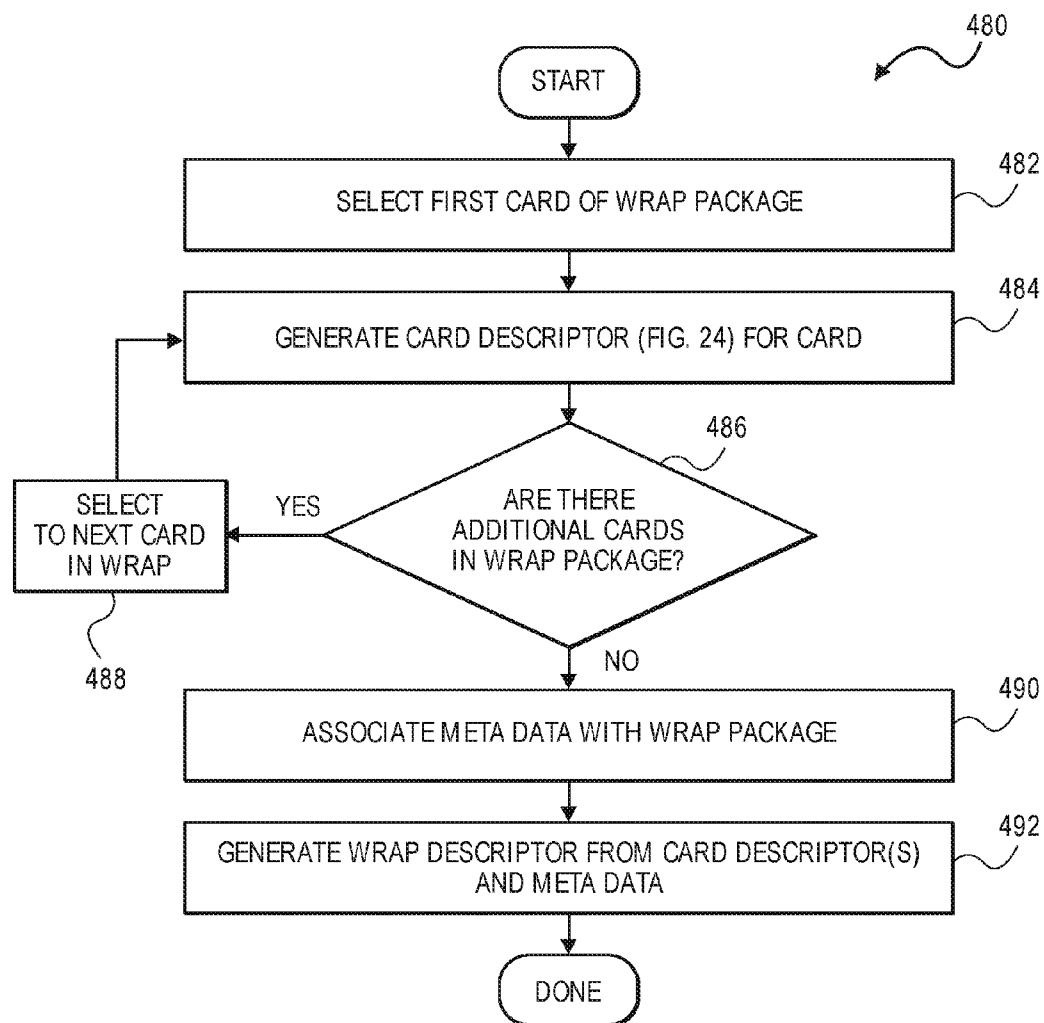 480
START
482
SELECT FIRST CARD OF WRAP PACKAGE
484
GENERATE CARD DESCRIPTOR (FIG. 24) FOR CARD
486
ARE THERE
ADDITIONAL CARDS
IN WRAP PACKAGE?
YES
SELECT
TO NEXT CARD
IN WRAP
488
NO
490
ASSOCIATE META DATA WITH WRAP PACKAGE
492
GENERATE WRAP DESCRIPTOR FROM CARD DESCRIPTOR(S)
AND META DATA
DONE